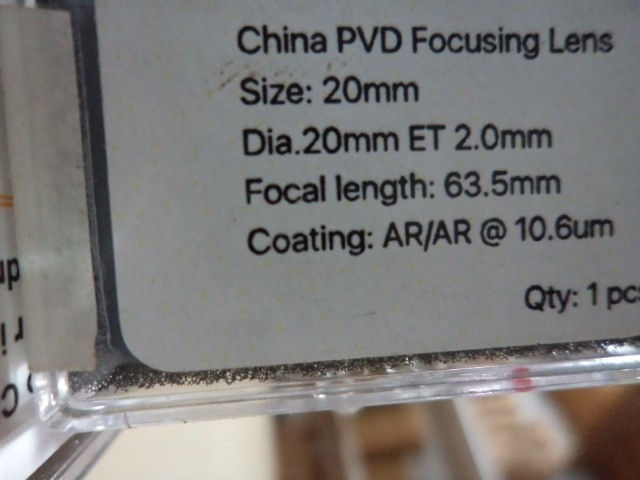 China PVD Focusing Lens
Size: 20mm
Dia.20mm ET 2.0mm
Focal length: 63.5mm
Coating: AR/AR @ 10.6um
Qty: 1 pcs